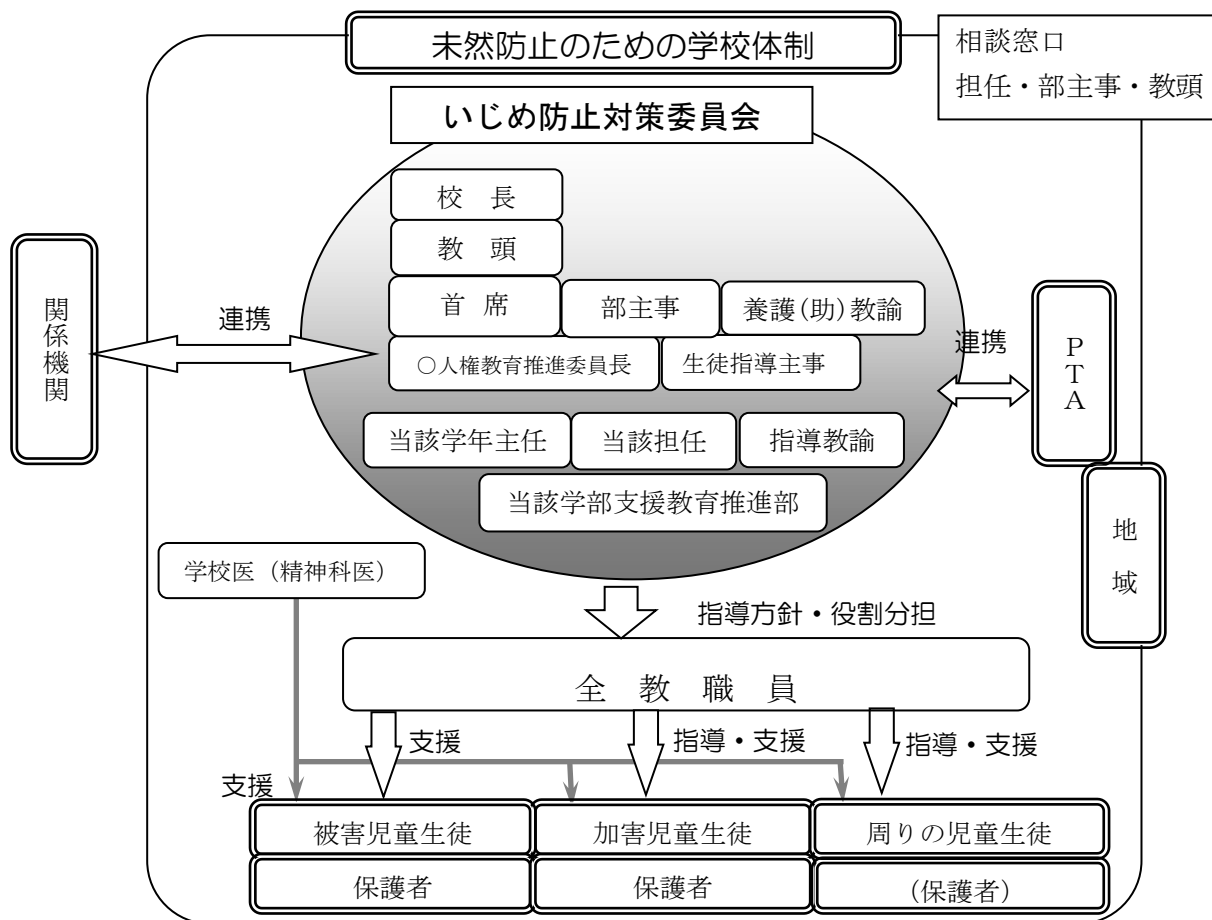 未然防止のための学校体制
相談窓口
担任・部主事・教頭
いじめ防止対策委員会
校　長
教　頭
首　席
部主事
養護(助)教諭
○人権教育推進委員長
生徒指導主事
当該学年主任
当該担任
指導教諭
当該学部支援教育推進部
関係機関
連携
連携
ＰＴＡ
地域
学校医（精神科医）
指導方針・役割分担
全　教　職　員
支援
指導・支援
指導・支援
支援
被害児童生徒
加害児童生徒
周りの児童生徒
保護者
保護者
(保護者)